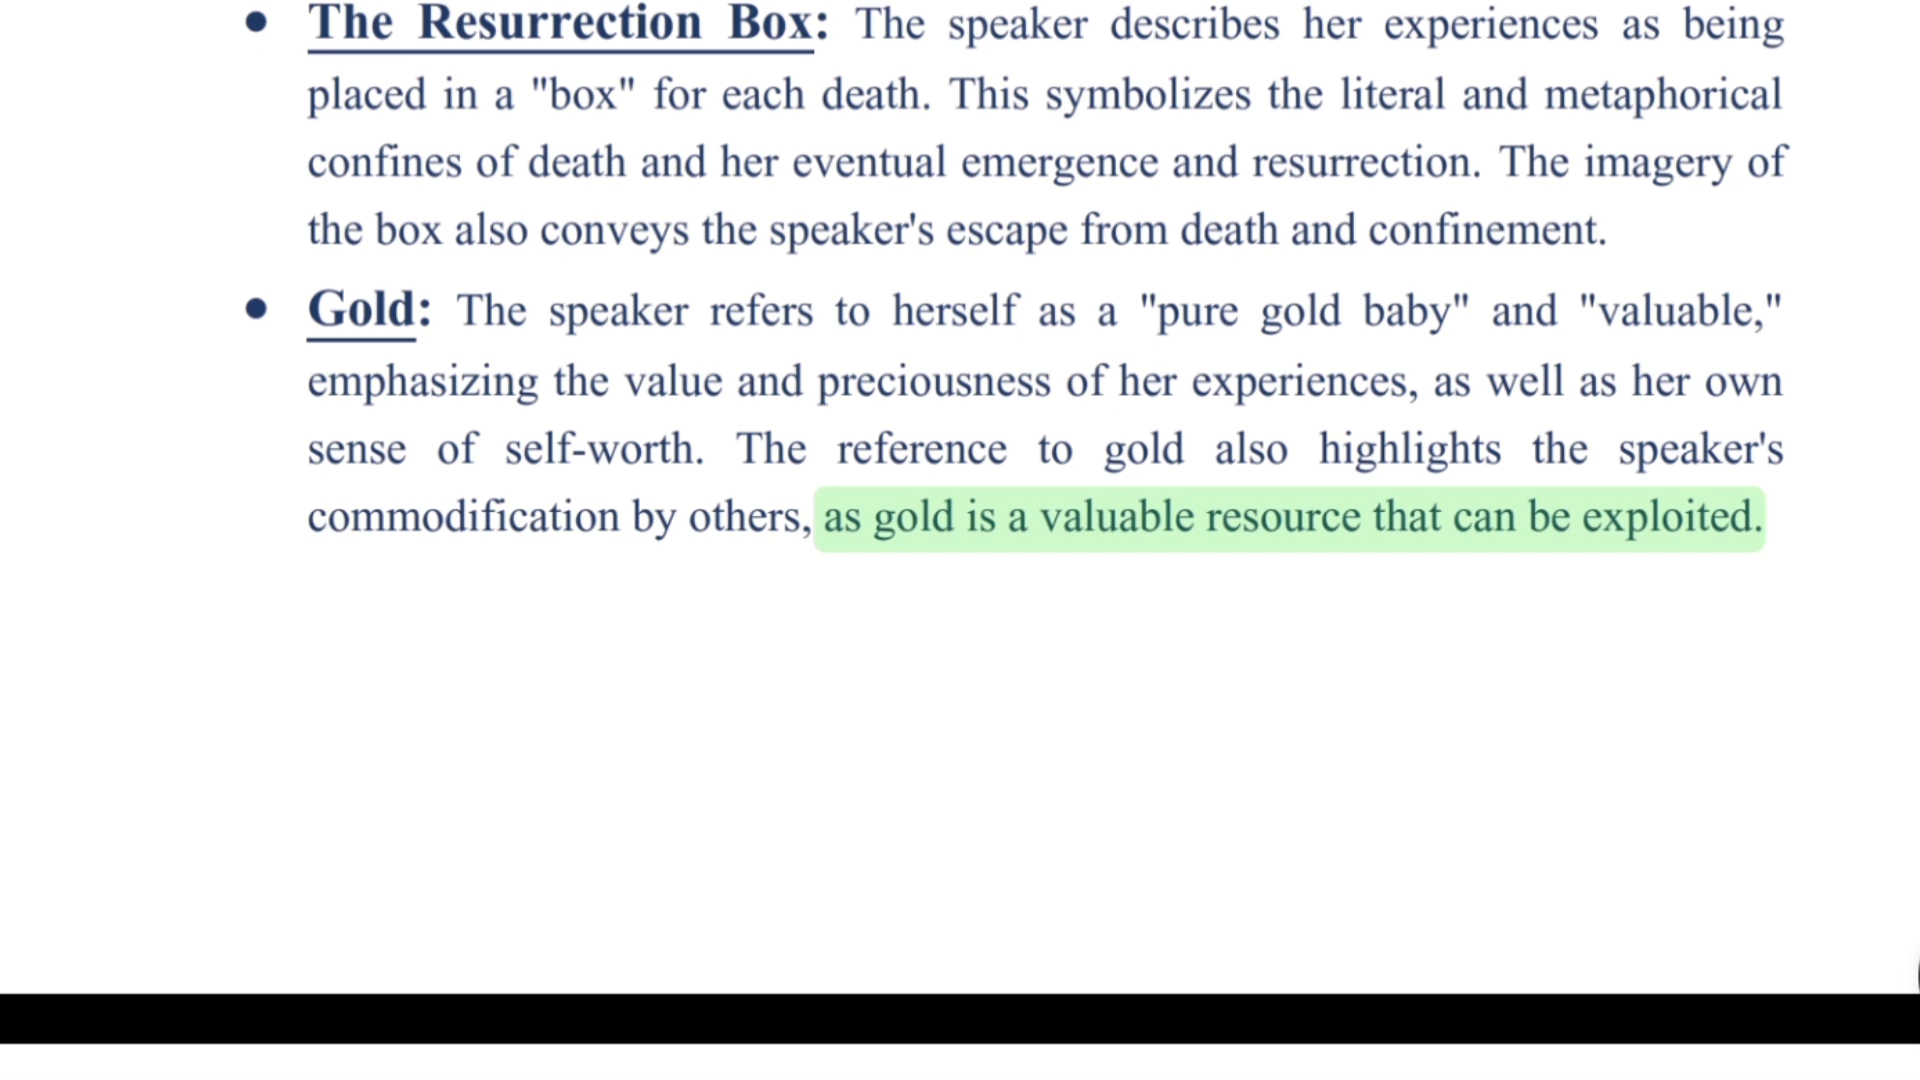 • The Resurrection Box: The speaker describes her experiences as being
placed in a "box" for each death. This symbolizes the literal and metaphorical
confines of death and her eventual emergence and resurrection. The imagery of
the box also conveys the speaker's escape from death and confinement.
• Gold: The speaker refers to herself as a "pure gold baby" and "valuable,"
emphasizing the value and preciousness of her experiences, as well as her own
sense of self-worth. The reference to gold also highlights the speaker's
commodification by others, as gold is a valuable resource that can be exploited.